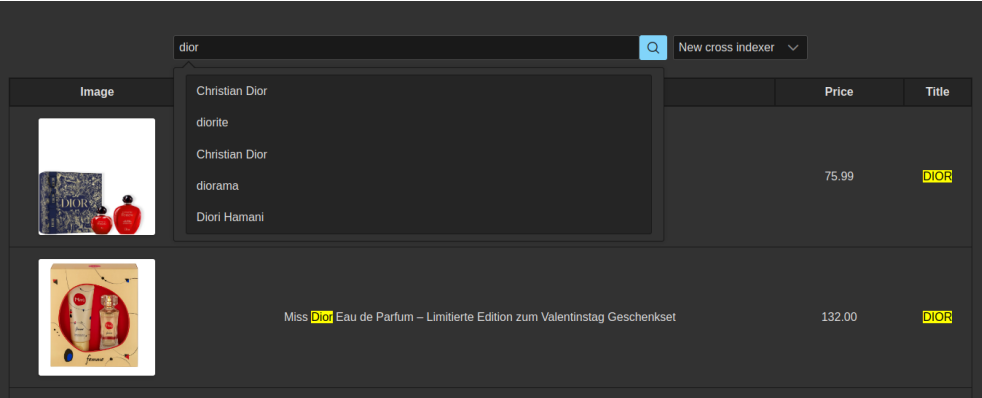 dior
New cross indexer
Image
Price
Title
Christian Dior
diorite
Christian Dior
diorama
Diori Hamani
DIOR
75.99
DIOR
Miss Dior Eau de Parfum – Limitierte Edition zum Valentinstag Geschenkset
132.00
DIOR